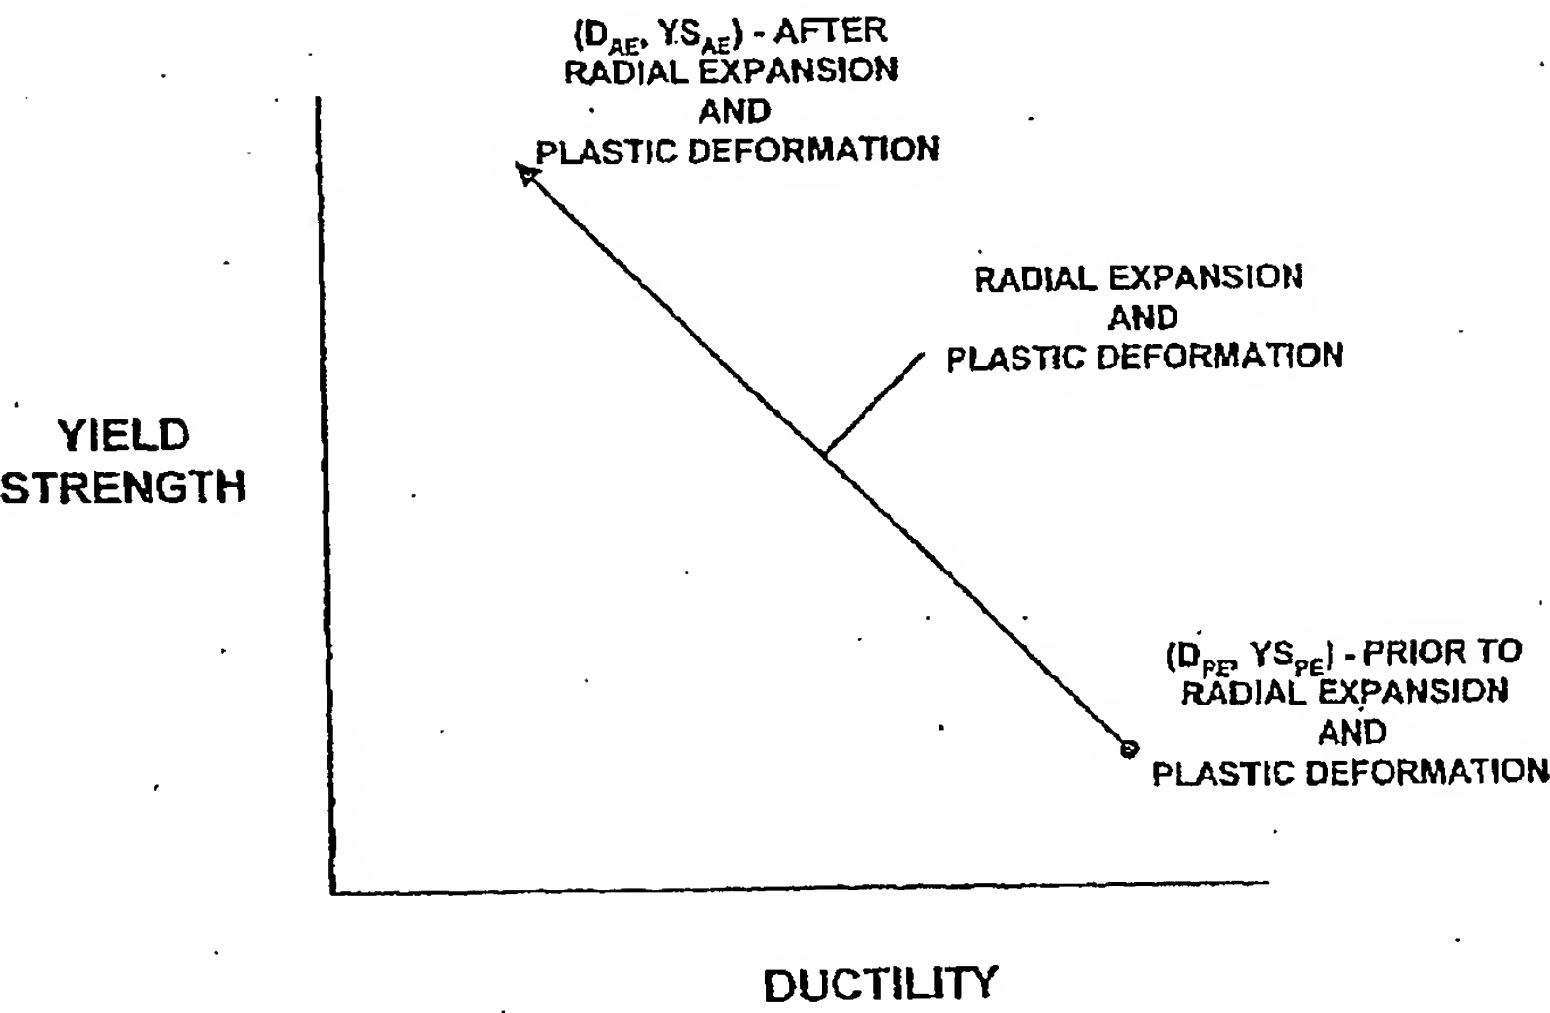 (D_AE, YS_AE) - AFTER
RADIAL EXPANSION
AND
PLASTIC DEFORMATION
RADIAL EXPANSION
AND
PLASTIC DEFORMATION
YIELD
STRENGTH
(D_PE, YS_PE) - PRIOR TO
RADIAL EXPANSION
AND
PLASTIC DEFORMATION
DUCTILITY